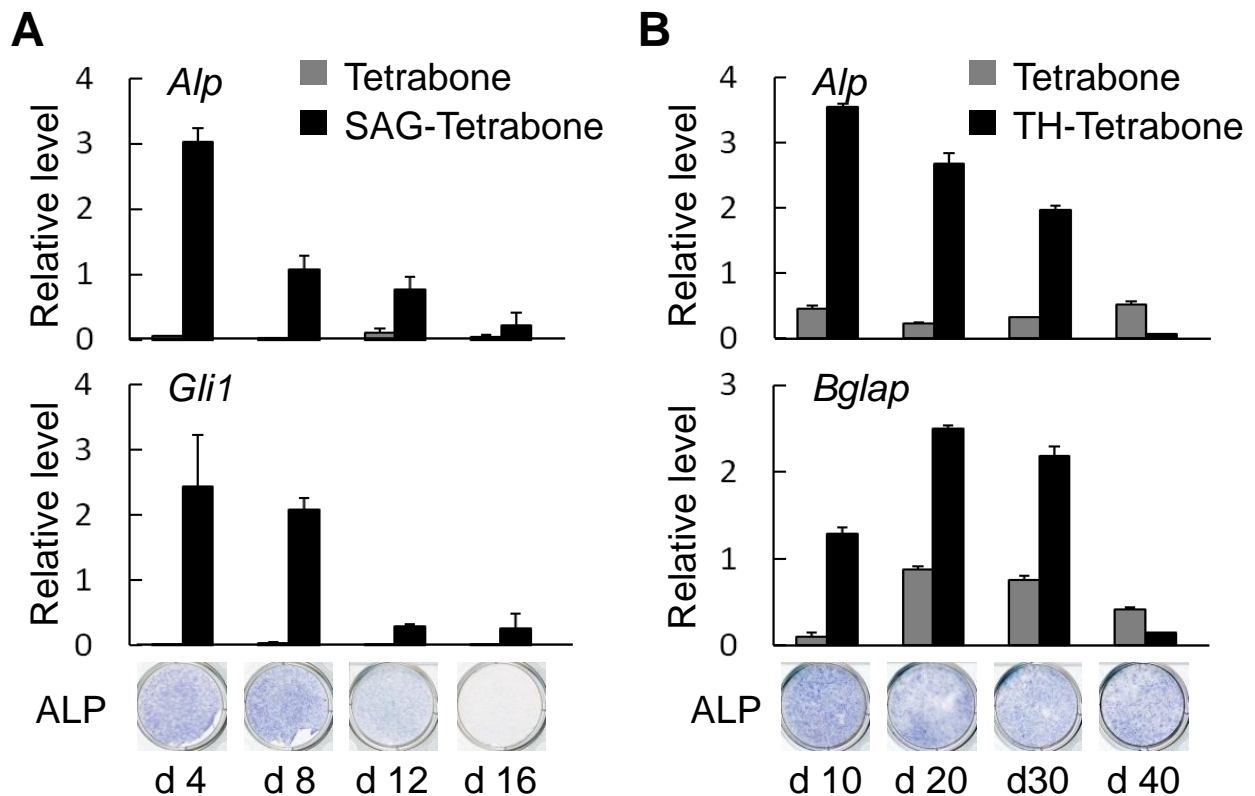 A
Alp
Tetrabone
SAG-Tetrabone
Relative level
4
3
2
1
0
Gli1
Relative level
4
3
2
1
0
ALP
d 4 d 8 d 12 d 16
B
Alp
Tetrabone
TH-Tetrabone
Relative level
4
3
2
1
0
Bglap
Relative level
3
2
1
0
ALP
d 10 d 20 d30 d 40